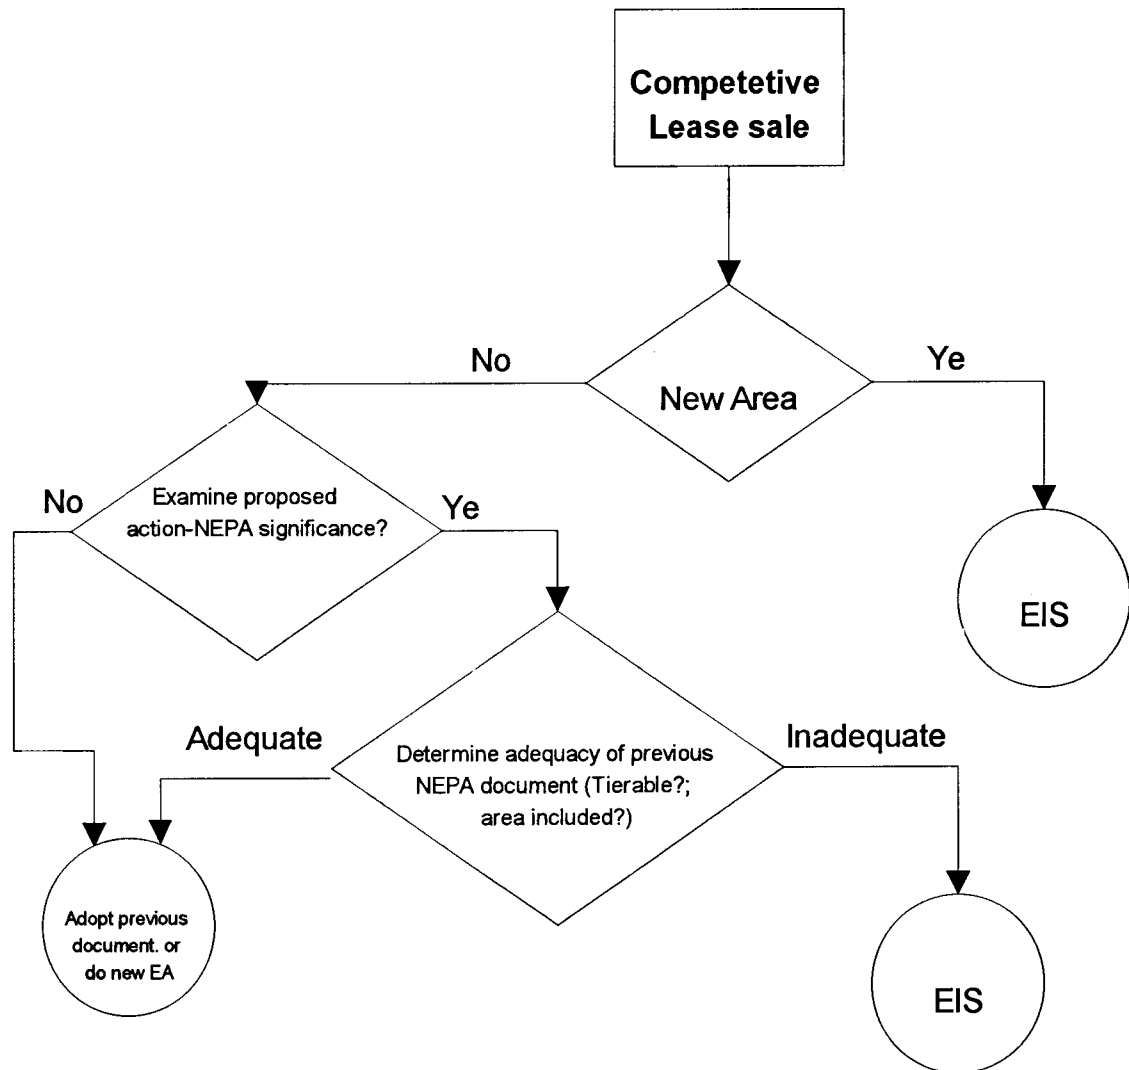 Competetive
Lease sale
No
Ye
New Area
No
Examine proposed
action-NEPA significance?
Ye
EIS
Adequate
Determine adequacy of previous
NEPA document (Tierable?;
area included?)
Inadequate
Adopt previous
document. or
do new EA
EIS